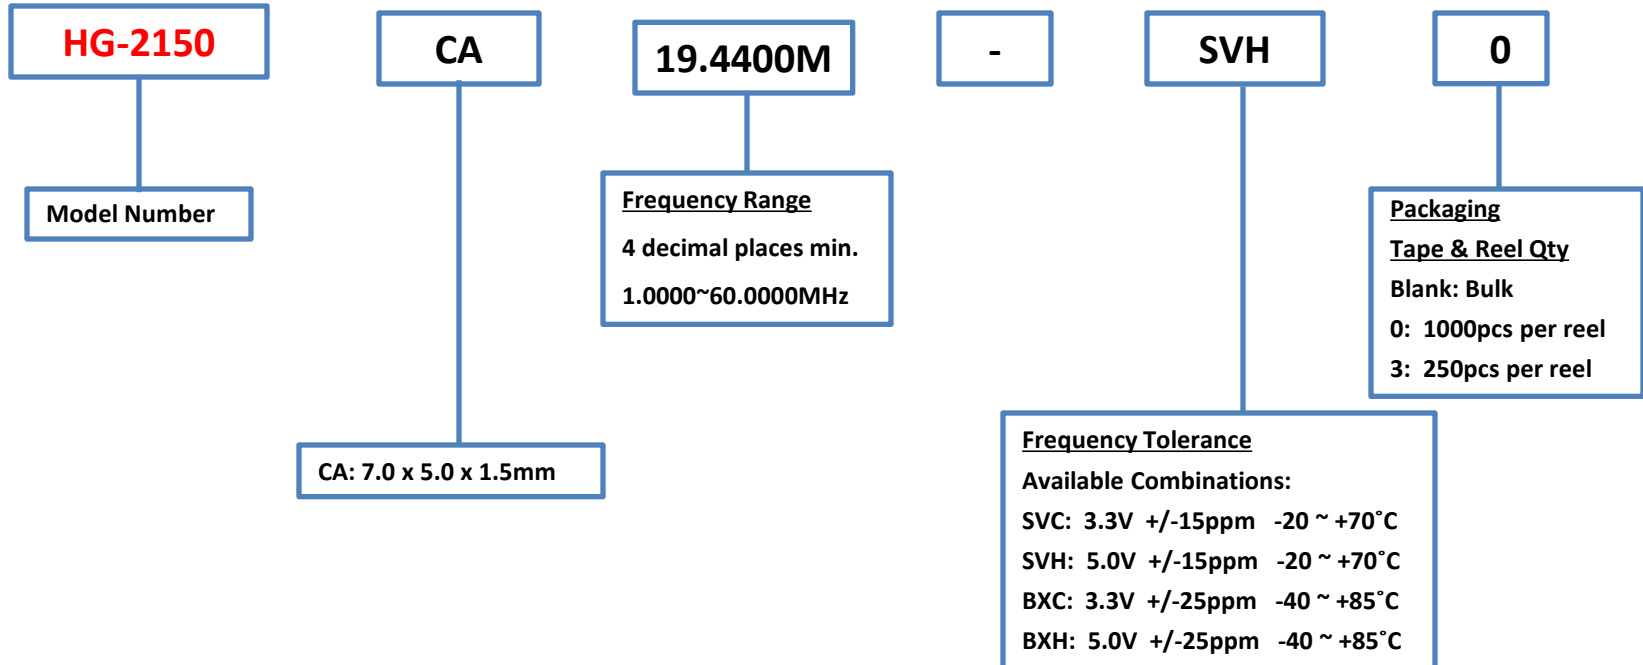 HG-2150
CA
19.4400M
-
SVH
0
Model Number
Frequency Range
4 decimal places min.
1.0000~60.0000MHz
Packaging
Tape & Reel Qty
Blank: Bulk
0: 1000pcs per reel
3: 250pcs per reel
CA: 7.0 x 5.0 x 1.5mm
Frequency Tolerance
Available Combinations:
SVC: 3.3V +/-15ppm -20 ~ +70˚C
SVH: 5.0V +/-15ppm -20 ~ +70˚C
BXC: 3.3V +/-25ppm -40 ~ +85˚C
BXH: 5.0V +/-25ppm -40 ~ +85˚C